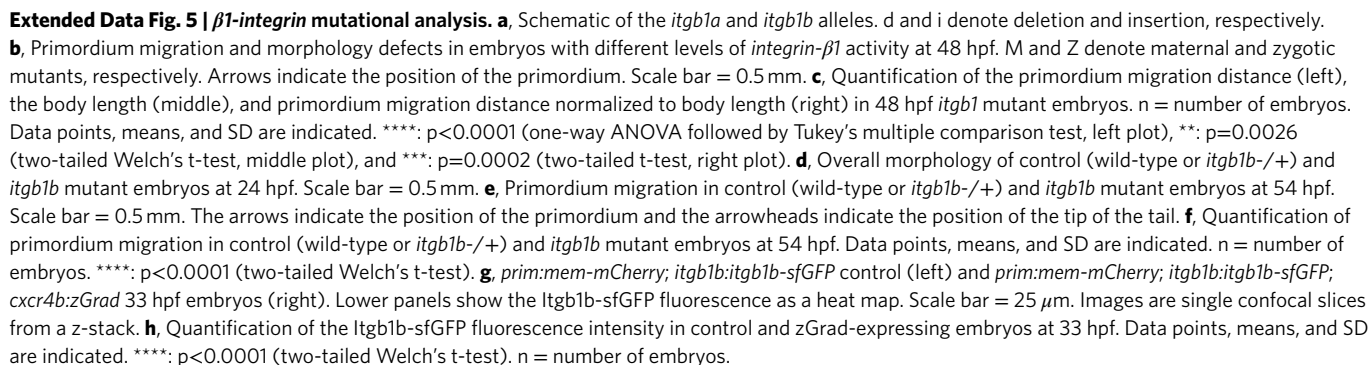 Extended Data Fig. 5 | β1-integrin mutational analysis. a, Schematic of the itgb1a and itgb1b alleles. d and i denote deletion and insertion, respectively.
b, Primordium migration and morphology defects in embryos with different levels of integrin-β1 activity at 48 hpf. M and Z denote maternal and zygotic
mutants, respectively. Arrows indicate the position of the primordium. Scale bar = 0.5 mm. c, Quantification of the primordium migration distance (left),
the body length (middle), and primordium migration distance normalized to body length (right) in 48 hpf itgb1 mutant embryos. n = number of embryos.
Data points, means, and SD are indicated. ****: p<0.0001 (one-way ANOVA followed by Tukey's multiple comparison test, left plot), **: p=0.0026
(two-tailed Welch's t-test, middle plot), and ***: p=0.0002 (two-tailed t-test, right plot). d, Overall morphology of control (wild-type or itgb1b-/+) and
itgb1b mutant embryos at 24 hpf. Scale bar = 0.5 mm. e, Primordium migration in control (wild-type or itgb1b-/+) and itgb1b mutant embryos at 54 hpf.
Scale bar = 0.5 mm. The arrows indicate the position of the primordium and the arrowheads indicate the position of the tip of the tail. f, Quantification of
primordium migration in control (wild-type or itgb1b-/+) and itgb1b mutant embryos at 54 hpf. Data points, means, and SD are indicated. n = number of
embryos. ****: p<0.0001 (two-tailed Welch's t-test). g, prim:mem-mCherry; itgb1b:itgb1b-sfGFP control (left) and prim:mem-mCherry; itgb1b:itgb1b-sfGFP;
cxcr4b:zGrad 33 hpf embryos (right). Lower panels show the Itgb1b-sfGFP fluorescence as a heat map. Scale bar = 25 μm. Images are single confocal slices
from a z-stack. h, Quantification of the Itgb1b-sfGFP fluorescence intensity in control and zGrad-expressing embryos at 33 hpf. Data points, means, and SD
are indicated. ****: p<0.0001 (two-tailed Welch's t-test). n = number of embryos.